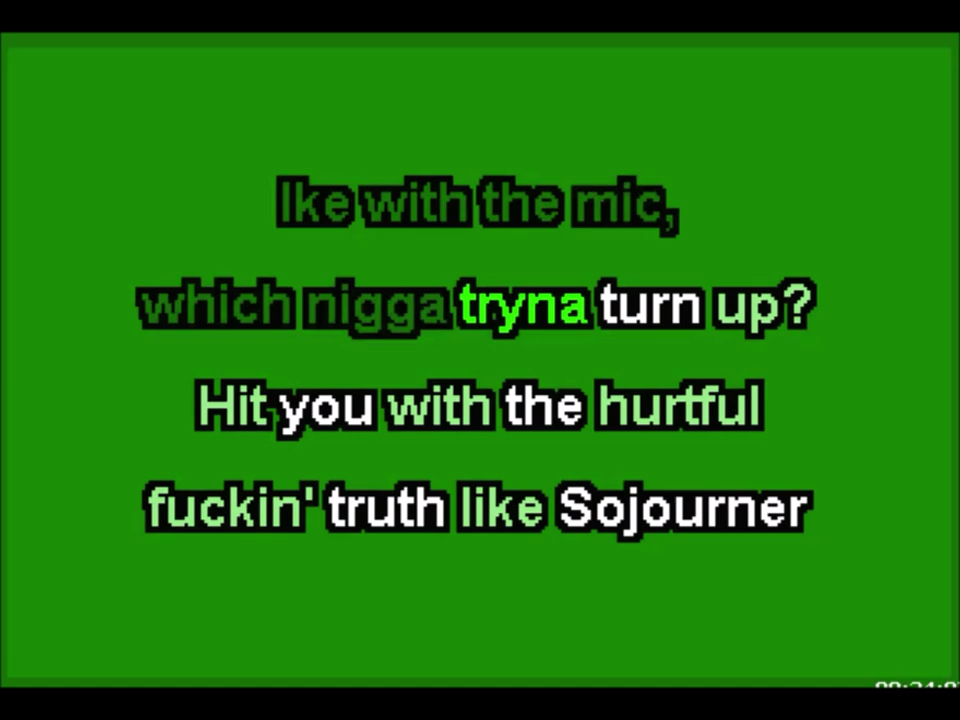 Ike with the mic,
which nigga tryna turn up?
Hit you with the hurtful
fuckin' truth like Sojourner